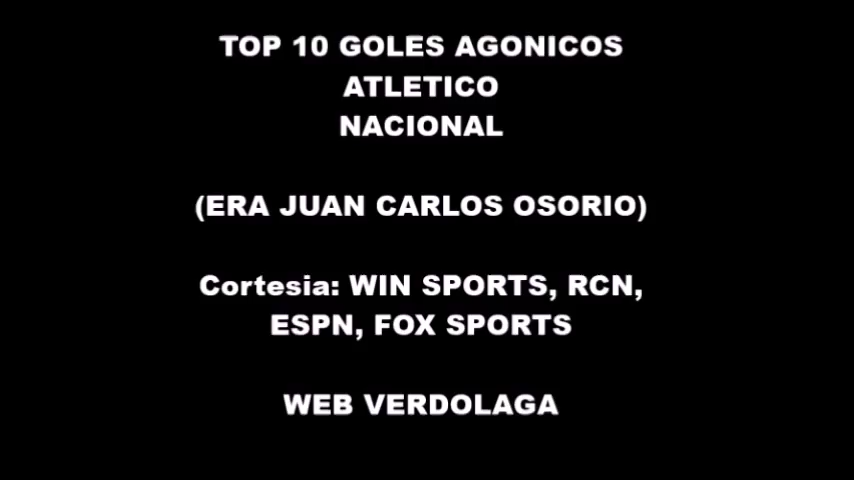 TOP 10 GOLES AGONICOS
ATLETICO
NACIONAL
(ERA JUAN CARLOS OSORIO)
Cortesia: WIN SPORTS, RCN,
ESPN, FOX SPORTS
WEB VERDOLAGA